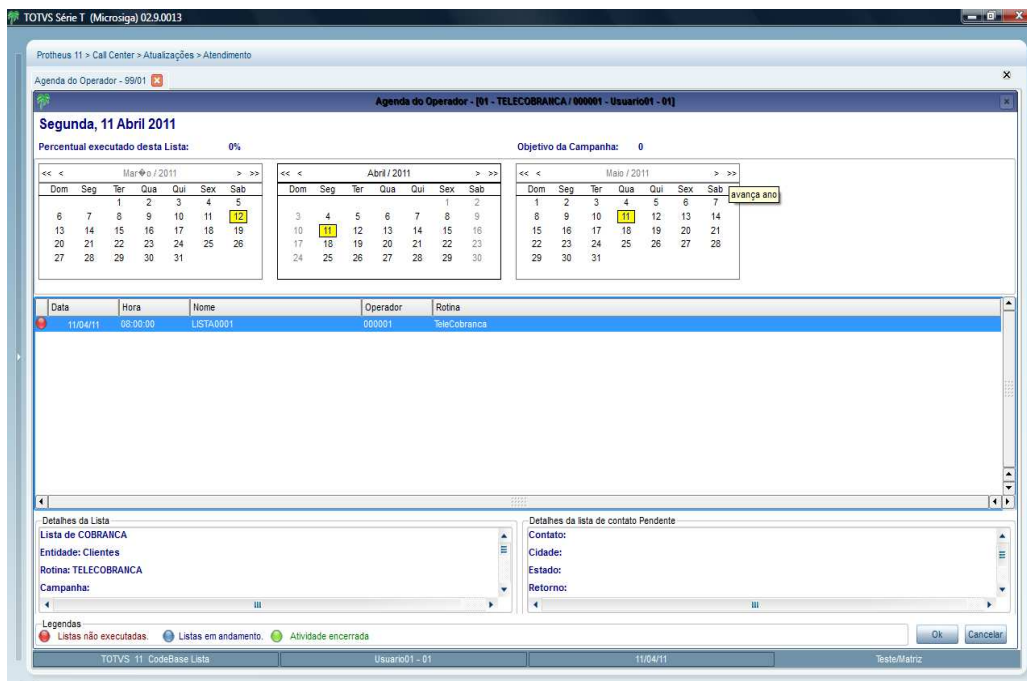 TOTVS Série T (Microsiga) 02.9.0013
Protheus 11 > Call Center > Atualizações > Atendimento
Agenda do Operador - 99/01
Agenda do Operador - [01 - TELECOBRANCA / 000001 - Usuario01 - 01]
Segunda, 11 Abril 2011
Percentual executado desta Lista: 0% Objetivo da Campanha: 0
<< < Mar�o / 2011 > >>
Dom Seg Ter Qua Qui Sex Sab
1 2 3 4 5
6 7 8 9 10 11 12
13 14 15 16 17 18 19
20 21 22 23 24 25 26
27 28 29 30 31
<< < Abril / 2011 > >>
Dom Seg Ter Qua Qui Sex Sab
1 2
3 4 5 6 7 8 9
10 11 12 13 14 15 16
17 18 19 20 21 22 23
24 25 26 27 28 29 30
<< < Maio / 2011 > >>
Dom Seg Ter Qua Qui Sex Sab
1 2 3 4 5 6 7
8 9 10 11 12 13 14
15 16 17 18 19 20 21
22 23 24 25 26 27 28
29 30 31
avança ano
Data Hora Nome Operador Rotina
11/04/11 08:00:00 LISTA0001 000001 TeleCobranca
Detalhes da Lista
Lista de COBRANCA
Entidade: Clientes
Rotina: TELECOBRANCA
Campanha:
Detalhes da lista de contato Pendente
Contato:
Cidade:
Estado:
Retorno:
Legendas
Listas não executadas. Listas em andamento. Atividade encerrada
Ok Cancelar
TOTVS 11 CodeBase Lista Usuario01 - 01 11/04/11 Teste/Matriz